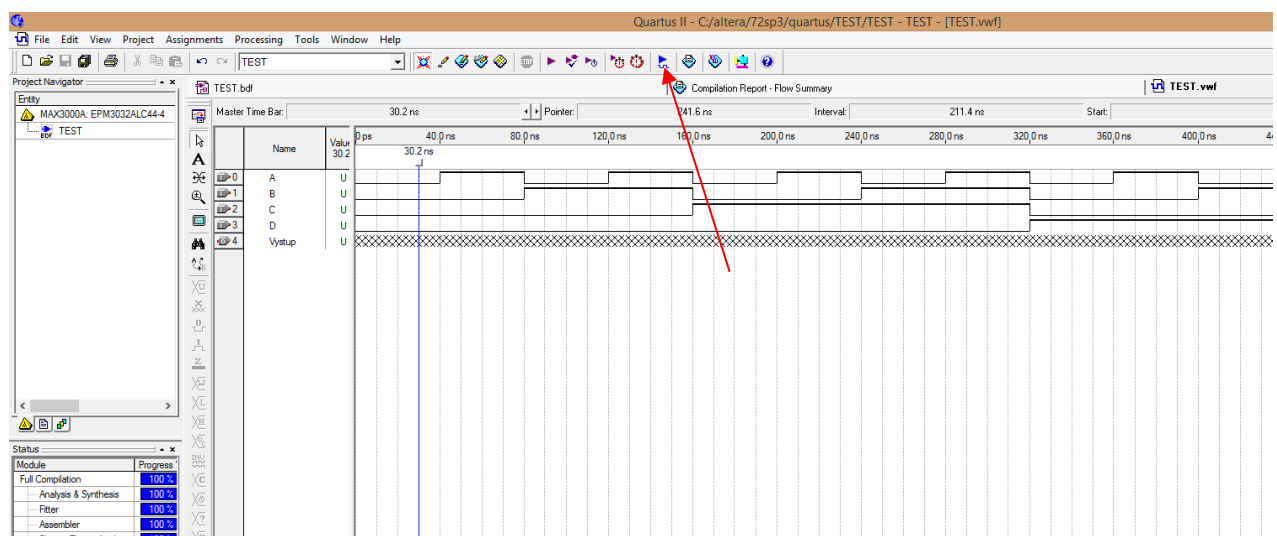 Quartus II - C:/altera/72sp3/quartus/TEST/TEST - TEST - [TEST.vwf]
File Edit View Project Assignments Processing Tools Window Help
TEST
Project Navigator
Entity
MAX3000A: EPM3032ALC44-4
TEST
TEST.bdf
Compilation Report - Flow Summary
TEST.vwf
Master Time Bar: 30.2 ns Pointer: 241.6 ns Interval: 211.4 ns Start:
Name
Value
30.2
0 ps 40.0 ns 80.0 ns 120.0 ns 160.0 ns 200.0 ns 240.0 ns 280.0 ns 320.0 ns 360.0 ns 400.0 ns
30.2 ns
0 A U
1 B U
2 C U
3 D U
4 Vystup U
Status
Module Progress
Full Compilation 100 %
Analysis & Synthesis 100 %
Fitter 100 %
Assembler 100 %